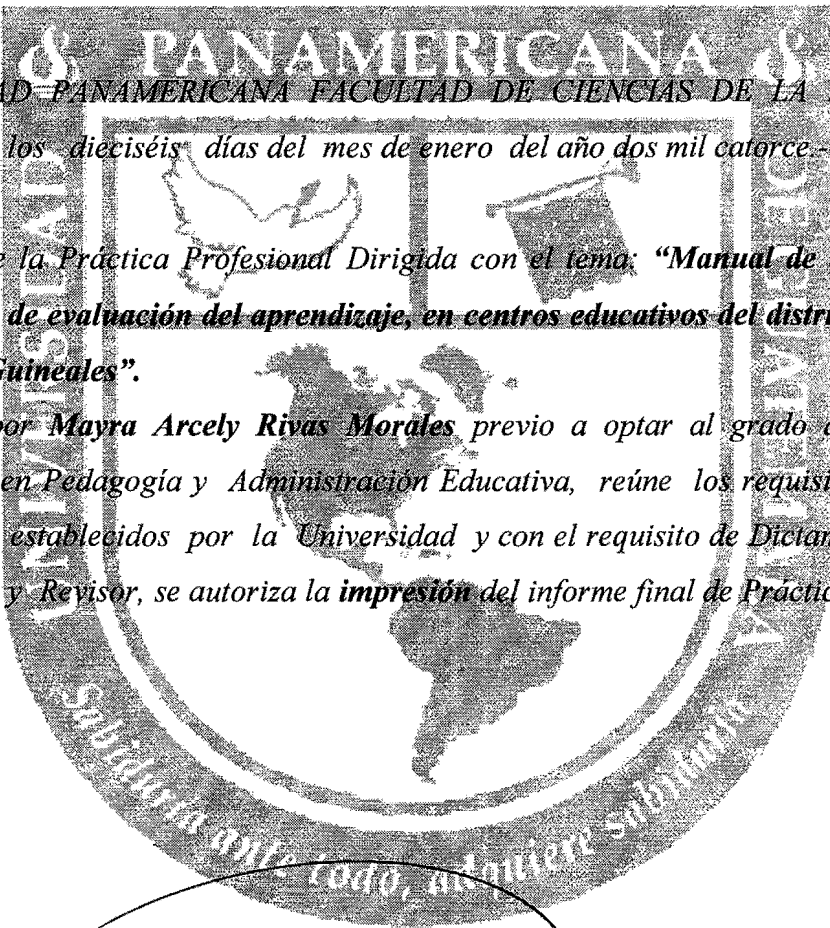 PANAMERICANA
AD PANAMERICANA FACULTAD DE CIENCIAS DE LA
los dieciséis días del mes de enero del año dos mil catorce.-
e la Práctica Profesional Dirigida con el tema: “Manual de
de evaluación del aprendizaje, en centros educativos del distri
Guineales”.
por Mayra Arcely Rivas Morales previo a optar al grado
en Pedagogía y Administración Educativa, reúne los requisi
establecidos por la Universidad y con el requisito de Dictam
y Revisor, se autoriza la impresión del informe final de Práctic
UNIVERSIDAD
DE GUATEMALA
Sabiduría ante todo, adquiere sabiduría